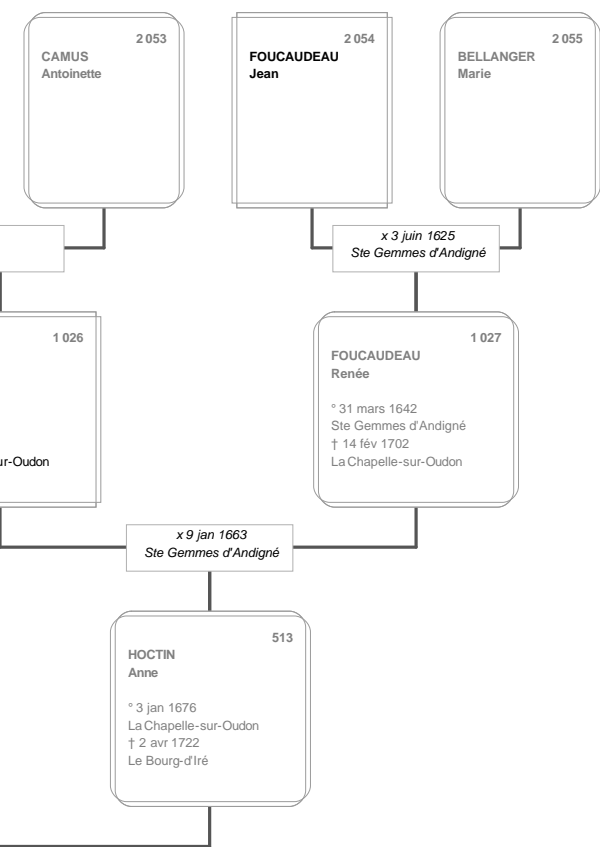 2 053
CAMUS
Antoinette
2 054
FOUCAUDEAU
Jean
2 055
BELLANGER
Marie
x 3 juin 1625
Ste Gemmes d'Andigné
1 026
ur-Oudon
1 027
FOUCAUDEAU
Renée
° 31 mars 1642
Ste Gemmes d'Andigné
† 14 fév 1702
La Chapelle-sur-Oudon
x 9 jan 1663
Ste Gemmes d'Andigné
513
HOCTIN
Anne
° 3 jan 1676
La Chapelle-sur-Oudon
† 2 avr 1722
Le Bourg-d'Iré